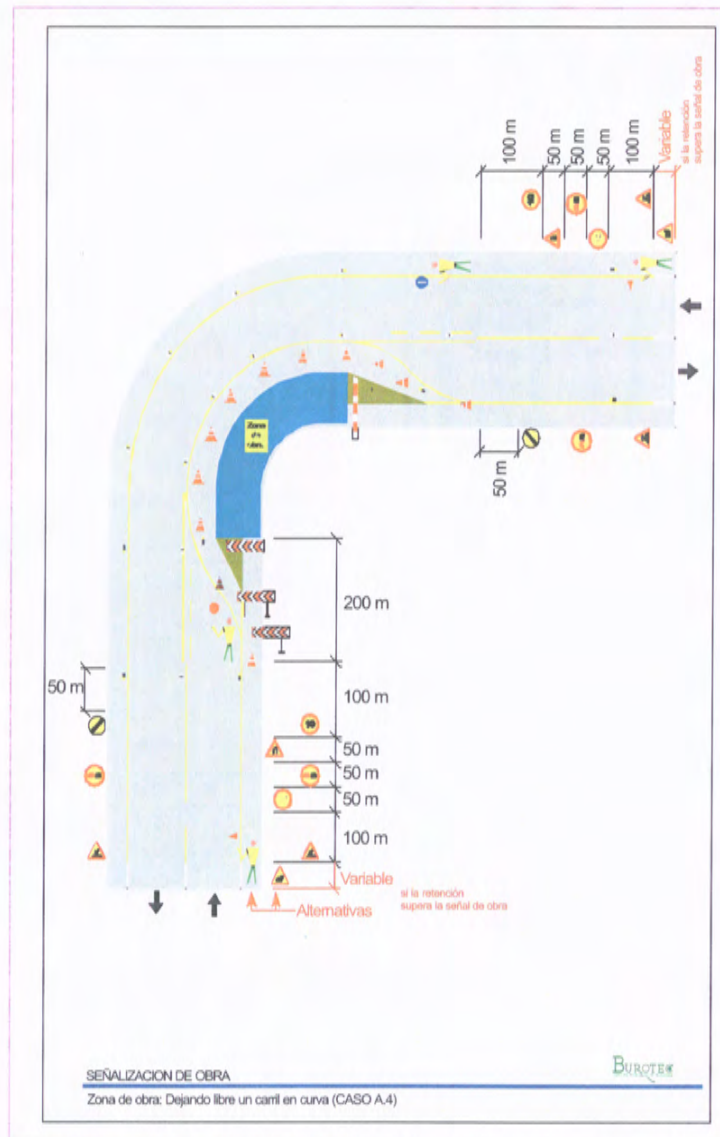 100 m
50 m
50 m
50 m
100 m
Variable
si la retención
supera la señal de obra
Zona
de
obra
50 m
200 m
50 m
100 m
50 m
50 m
50 m
100 m
Variable
si la retención
supera la señal de obra
Alternativas
BUROTEK
SEÑALIZACION DE OBRA
Zona de obra: Dejando libre un carril en curva (CASO A.4)